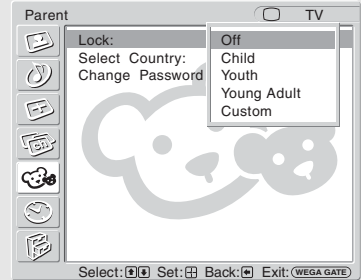 Parent
TV
Lock:
Select Country:
Change Password
Off
Child
Youth
Young Adult
Custom
Select: Set: Back: Exit: WEGA GATE